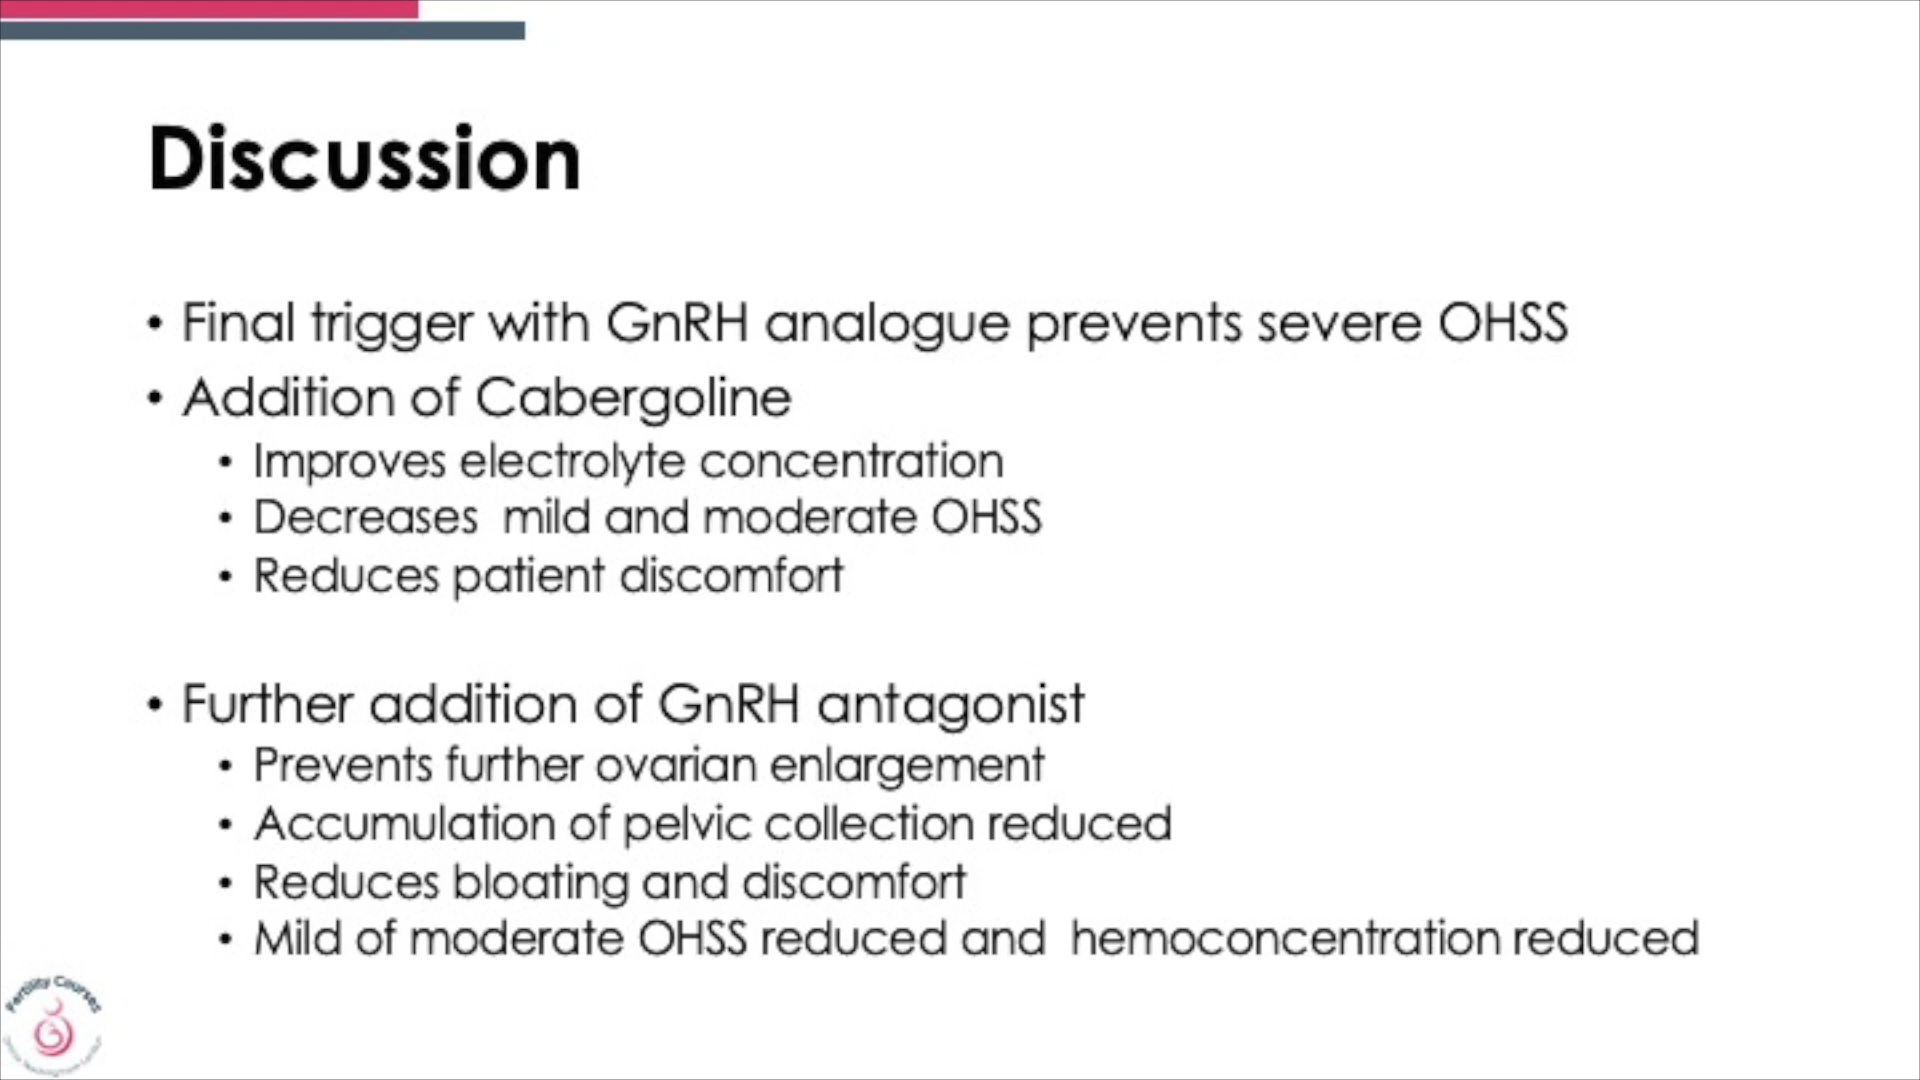 Discussion
• Final trigger with GnRH analogue prevents severe OHSS
• Addition of Cabergoline
• Improves electrolyte concentration
• Decreases  mild and moderate OHSS
• Reduces patient discomfort
• Further addition of GnRH antagonist
• Prevents further ovarian enlargement
• Accumulation of pelvic collection reduced
• Reduces bloating and discomfort
• Mild of moderate OHSS reduced and  hemoconcentration reduced
Fertility Courses